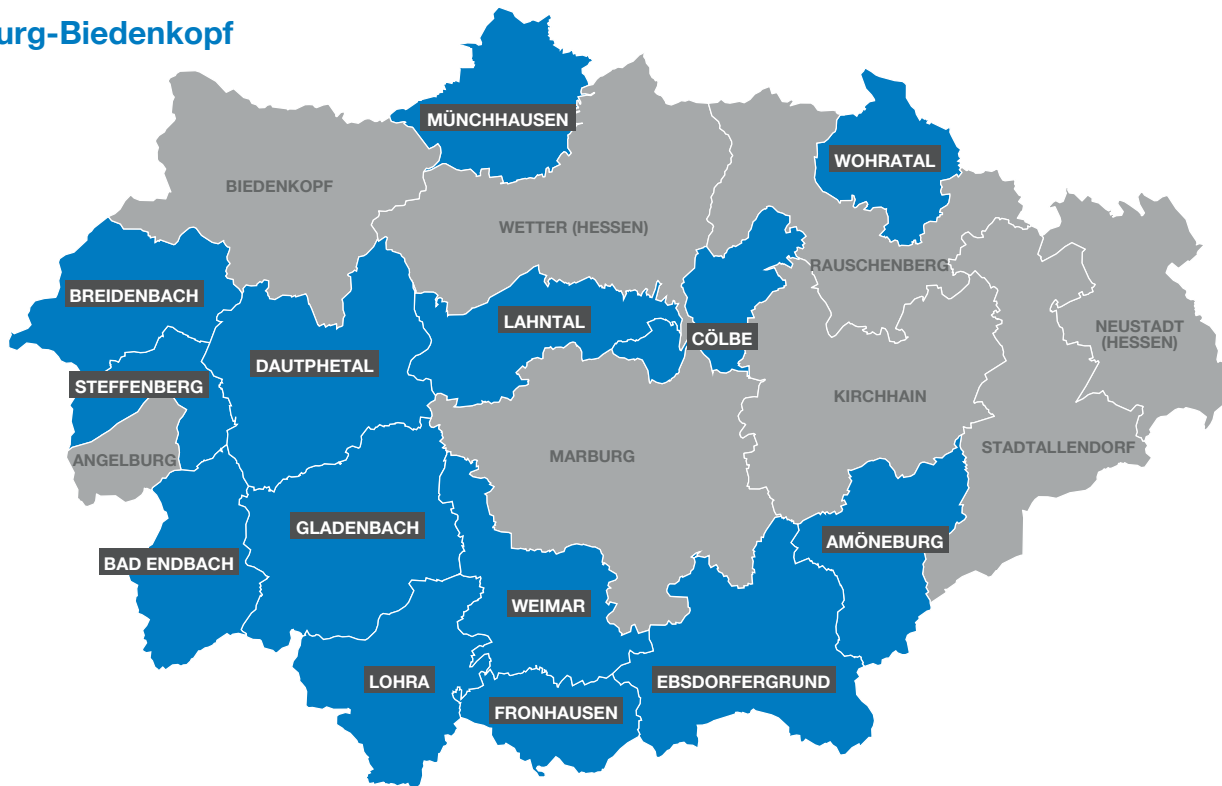 urg-Biedenkopf
MÜNCHHAUSEN
WOHRATAL
BIEDENKOPF
WETTER (HESSEN)
RAUSCHENBERG
BREIDENBACH
LAHNTAL
CÖLBE
NEUSTADT
(HESSEN)
DAUTPHETAL
STEFFENBERG
KIRCHHAIN
STADTALLENDORF
MARBURG
ANGELBURG
GLADENBACH
AMÖNEBURG
BAD ENDBACH
WEIMAR
LOHRA
EBSDORFERGRUND
FRONHAUSEN